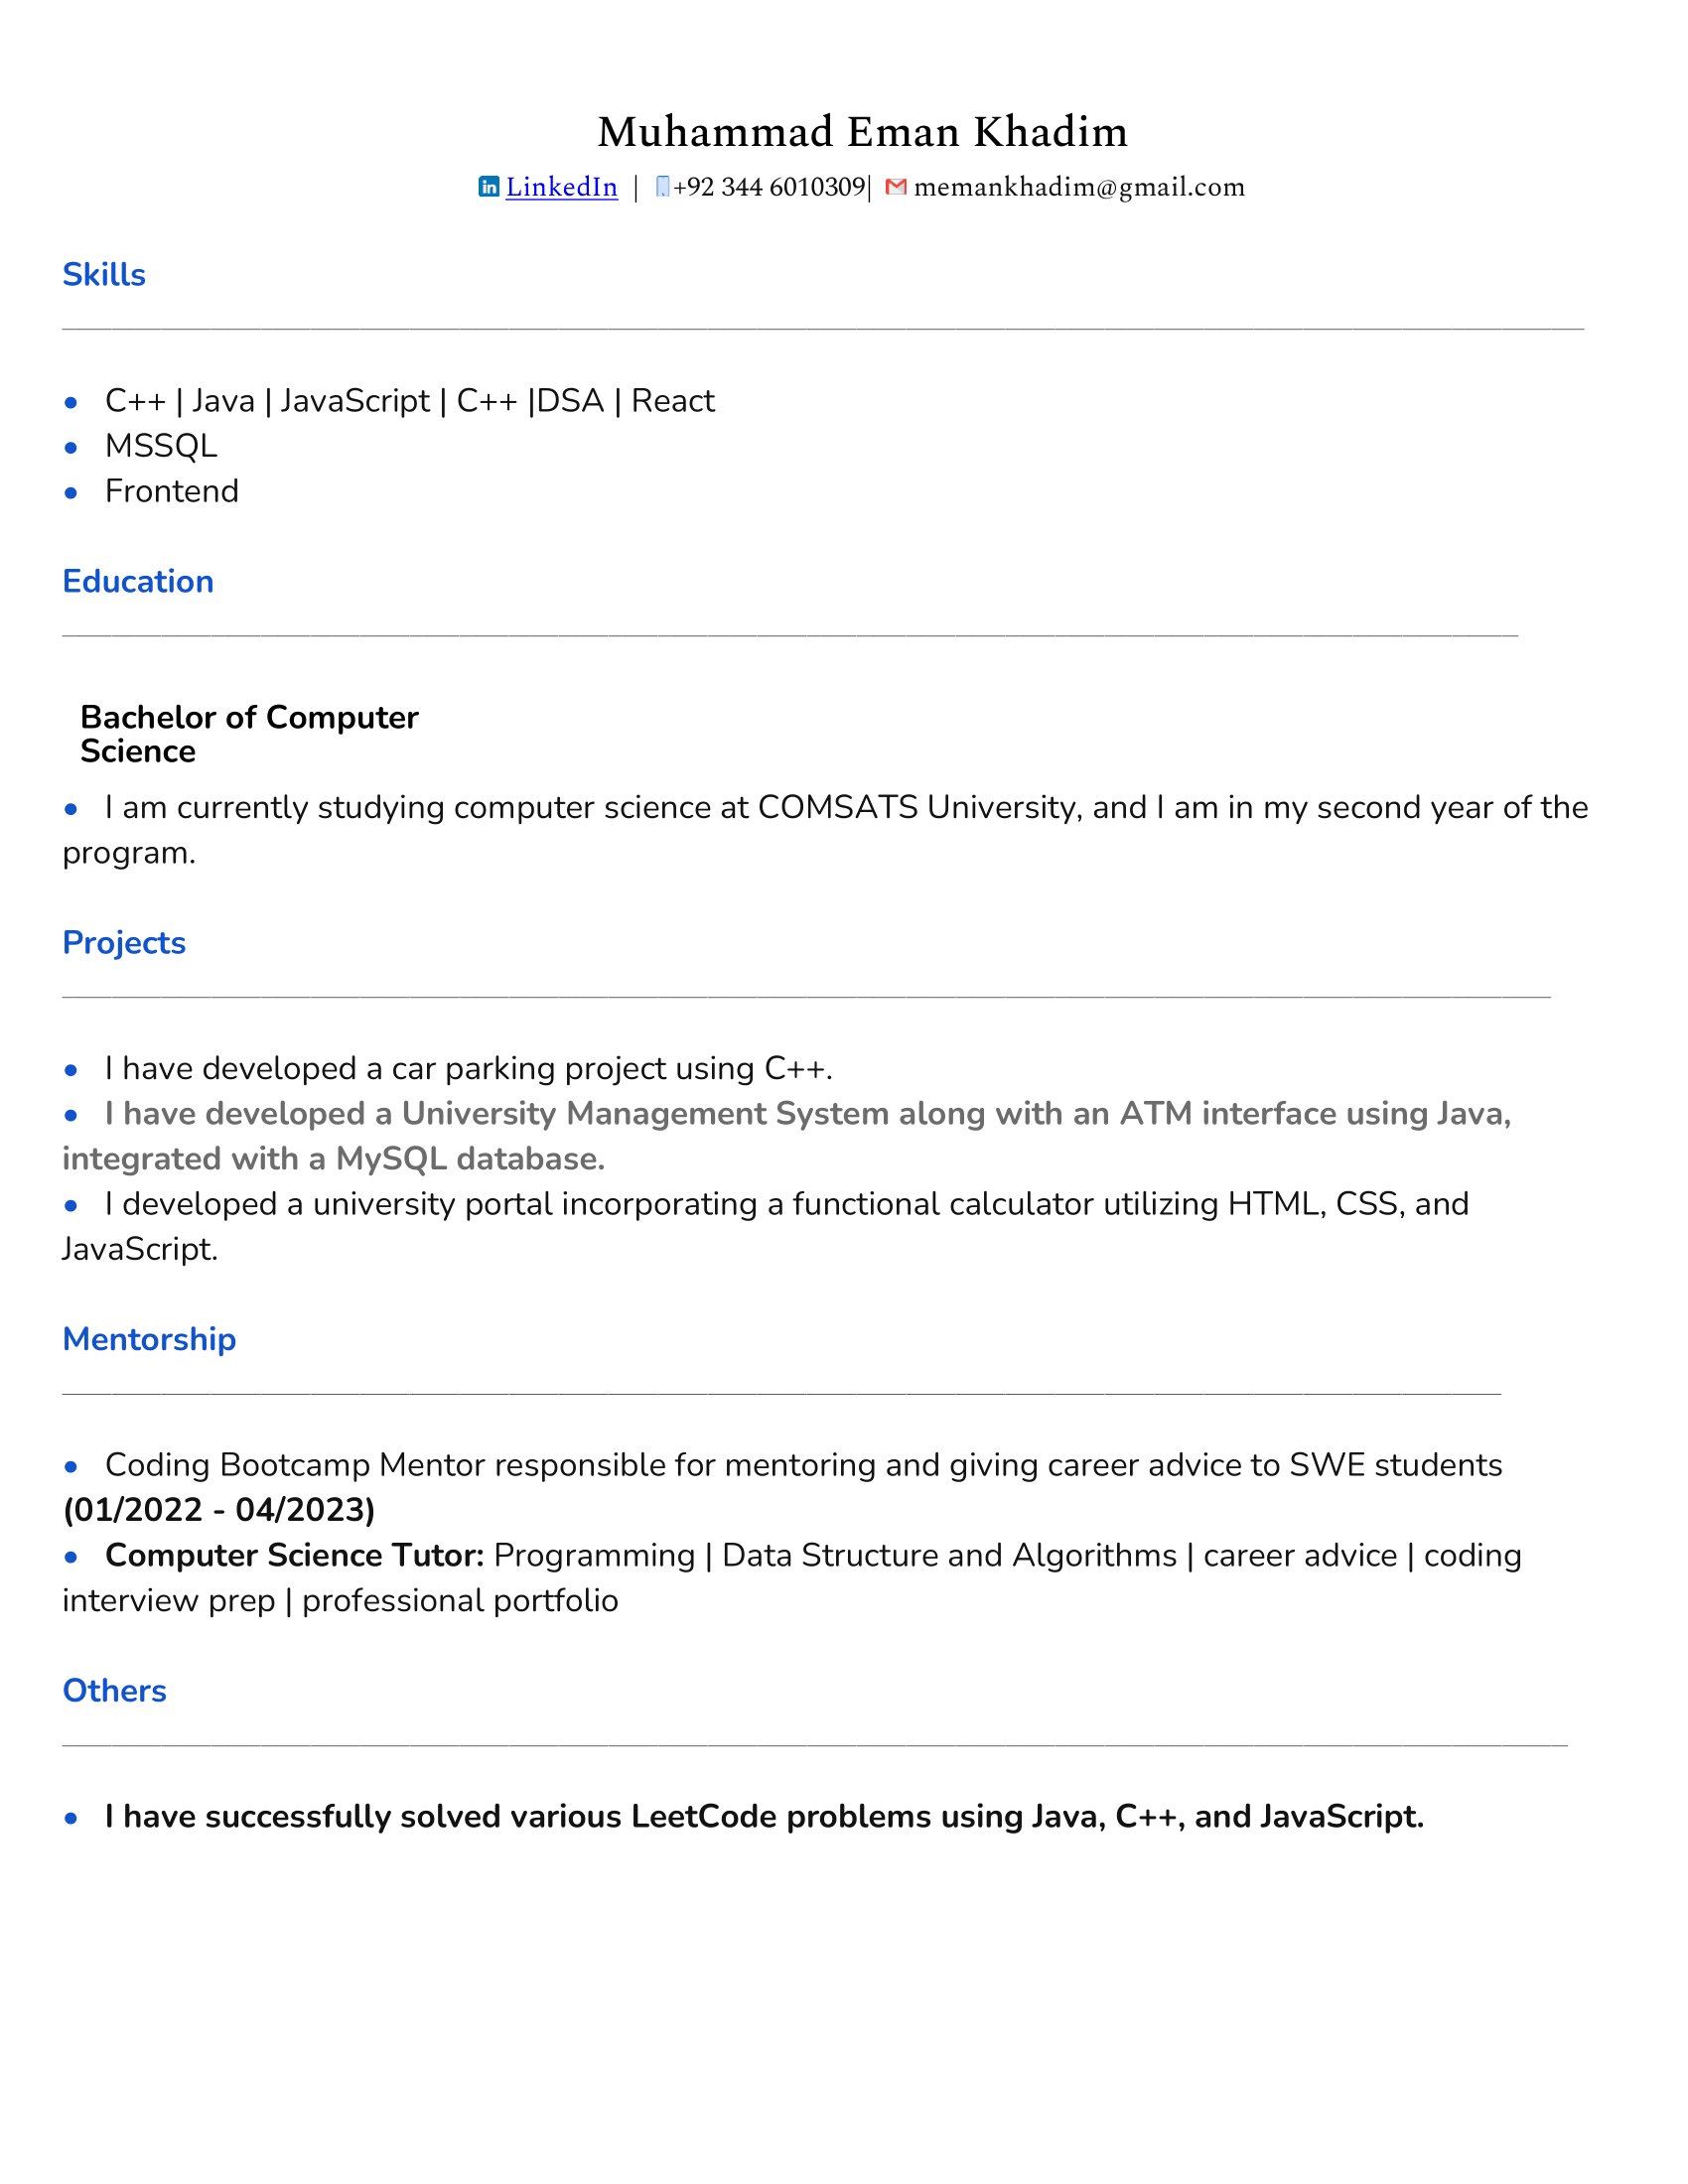 Muhammad Eman Khadim
LinkedIn | +92 344 6010309| memankhadim@gmail.com
Skills
• C++ | Java | JavaScript | C++ |DSA | React
• MSSQL
• Frontend
Education
Bachelor of Computer
Science
• I am currently studying computer science at COMSATS University, and I am in my second year of the
program.
Projects
• I have developed a car parking project using C++.
• I have developed a University Management System along with an ATM interface using Java,
integrated with a MySQL database.
• I developed a university portal incorporating a functional calculator utilizing HTML, CSS, and
JavaScript.
Mentorship
• Coding Bootcamp Mentor responsible for mentoring and giving career advice to SWE students
(01/2022 - 04/2023)
• Computer Science Tutor: Programming | Data Structure and Algorithms | career advice | coding
interview prep | professional portfolio
Others
• I have successfully solved various LeetCode problems using Java, C++, and JavaScript.